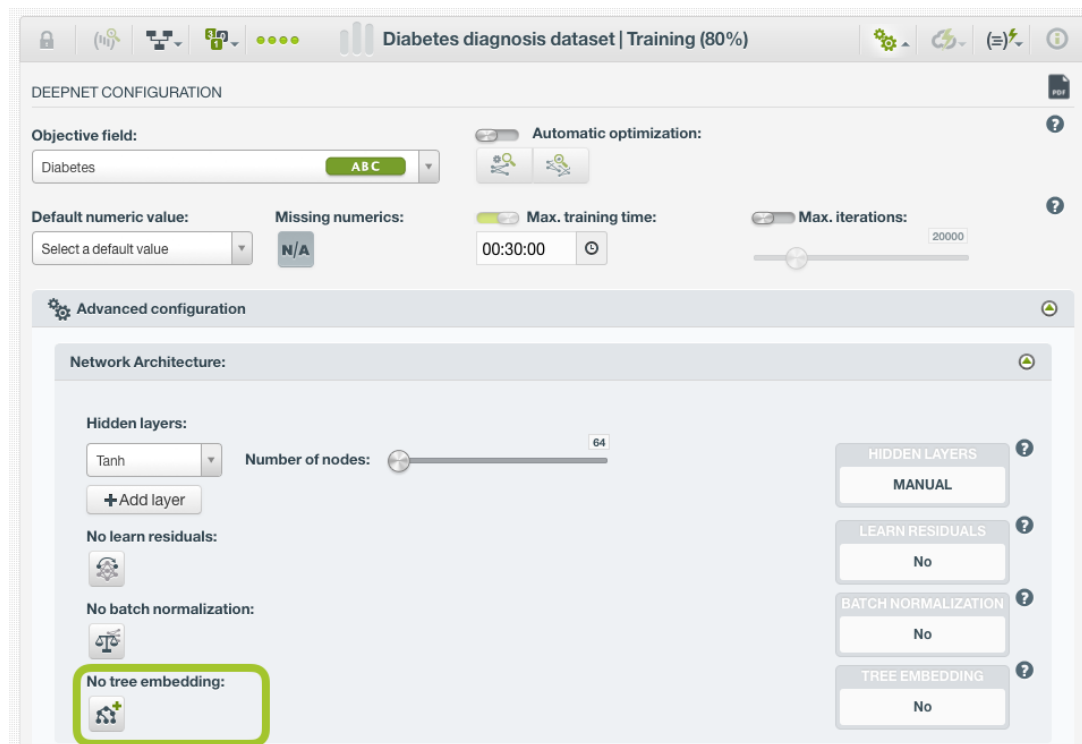 Diabetes diagnosis dataset | Training (80%)
DEEPNET CONFIGURATION
PDF
Objective field:
Automatic optimization:
Diabetes
ABC
Default numeric value:
Missing numerics:
Max. training time:
Max. iterations:
Select a default value
N/A
00:30:00
20000
Advanced configuration
Network Architecture:
Hidden layers:
Tanh
Number of nodes:
64
HIDDEN LAYERS
MANUAL
+Add layer
No learn residuals:
LEARN RESIDUALS
No
No batch normalization:
BATCH NORMALIZATION
No
No tree embedding:
TREE EMBEDDING
No